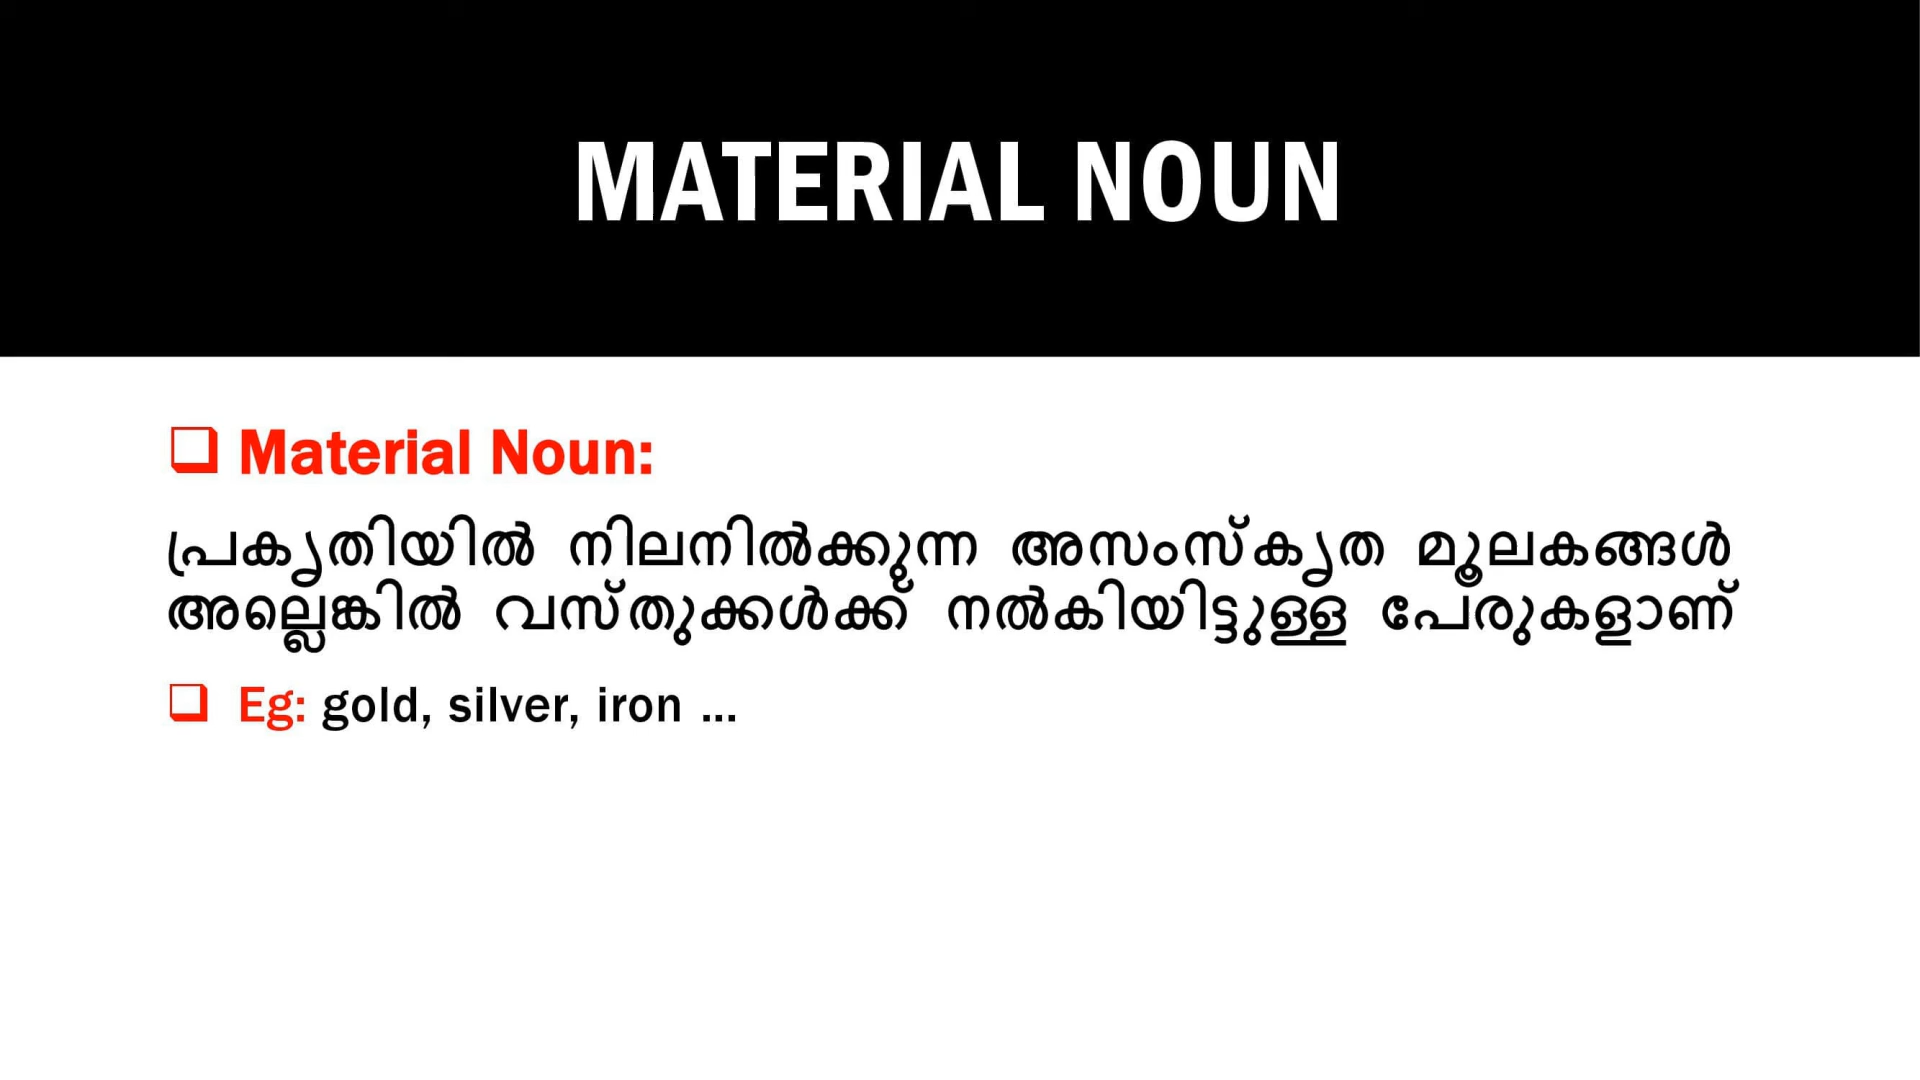 MATERIAL NOUN
Material Noun:
പ്രകൃതിയിൽ നിലനിൽക്കുന്ന അസംസ്കൃത മൂലകങ്ങൾ
അല്ലെങ്കിൽ വസ്തുക്കൾക്ക് നൽകിയിട്ടുള്ള പേരുകളാണ്
Eg: gold, silver, iron ...